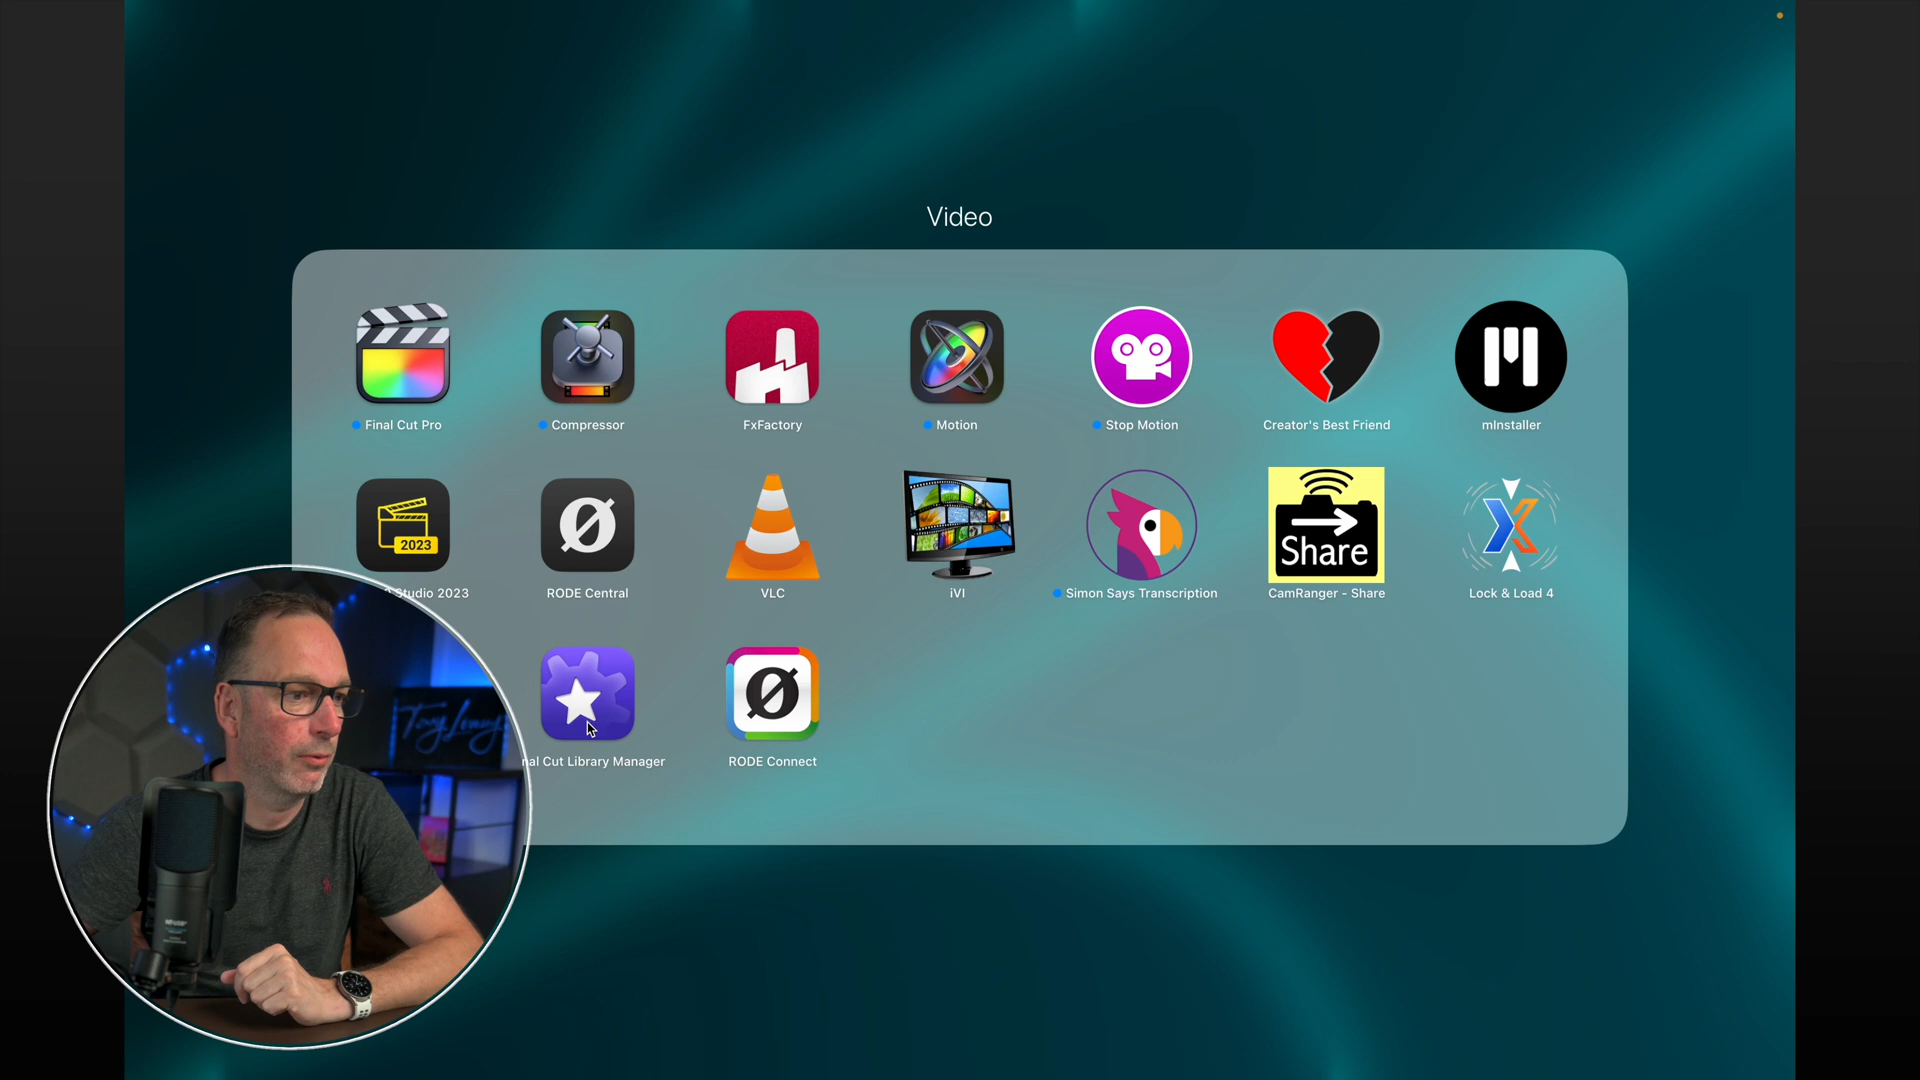 Video
Final Cut Pro
Compressor
FxFactory
Motion
Stop Motion
Creator's Best Friend
mInstaller
2023
Share
Studio 2023
RODE Central
VLC
iVI
Simon Says Transcription
CamRanger - Share
Lock & Load 4
nal Cut Library Manager
RODE Connect